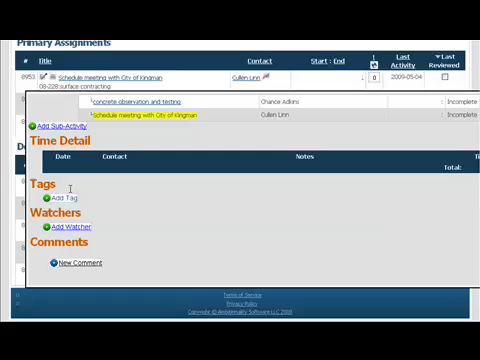 Primary Assignments
# Title Contact Start : End ! Last Activity Last Reviewed
8953 Schedule meeting with City of Kingman Cullen Linn : 0 2009-05-04
08-228:surface contracting
concrete observation and testing Chance Adkins : Incomplete
Schedule meeting with City of Kingman Cullen Linn : Incomplete
Add Sub-Activity
Time Detail
Date Contact Notes
Total:
Tags
Add Tag
Watchers
Add Watcher
Comments
New Comment
Terms of Service
Privacy Policy